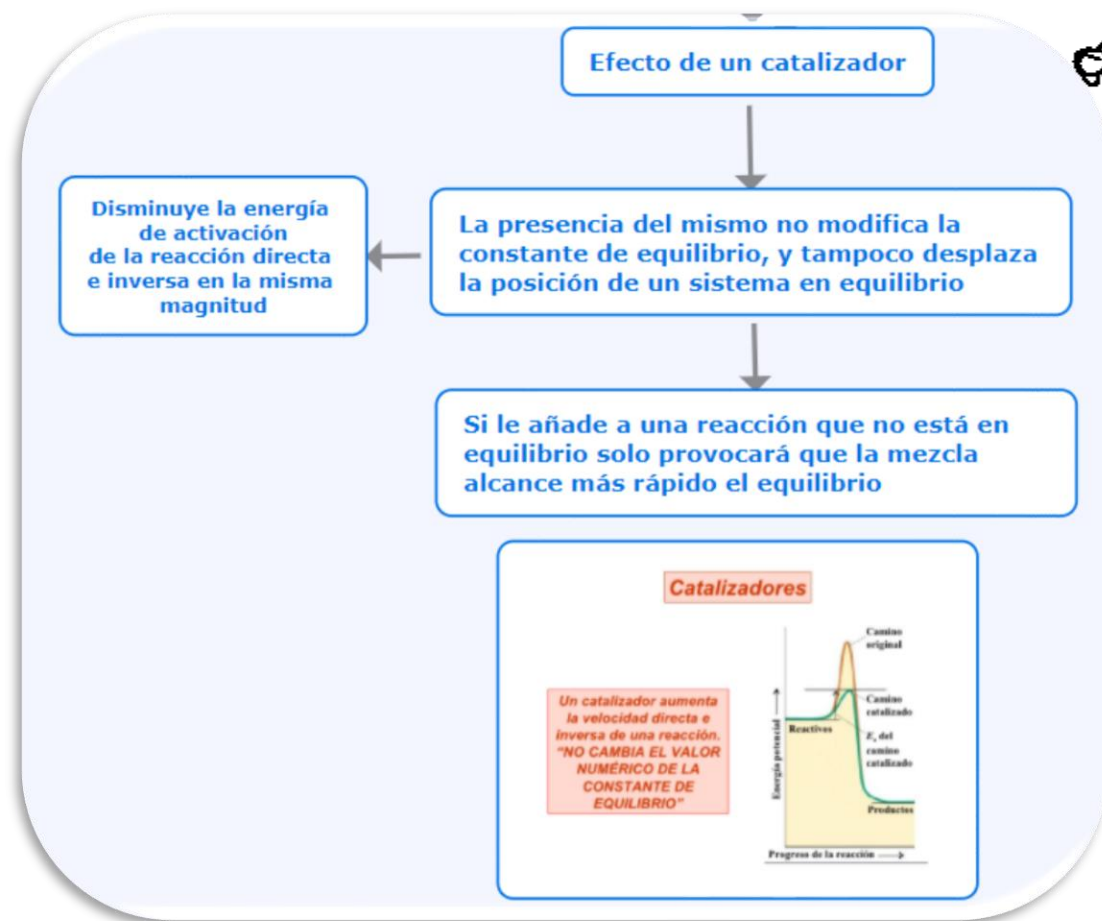 Efecto de un catalizador
Disminuye la energía
de activación
de la reacción directa
e inversa en la misma
magnitud
La presencia del mismo no modifica la
constante de equilibrio, y tampoco desplaza
la posición de un sistema en equilibrio
Si le añade a una reacción que no está en
equilibrio solo provocará que la mezcla
alcance más rápido el equilibrio
Catalizadores
Un catalizador aumenta
la velocidad directa e
inversa de una reacción.
"NO CAMBIA EL VALOR
NUMÉRICO DE LA
CONSTANTE DE
EQUILIBRIO"
Camino
original
Camino
catalizado
Eₐ del
camino
catalizado
Reactivos
Productos
Energía potencial
Progreso de la reacción